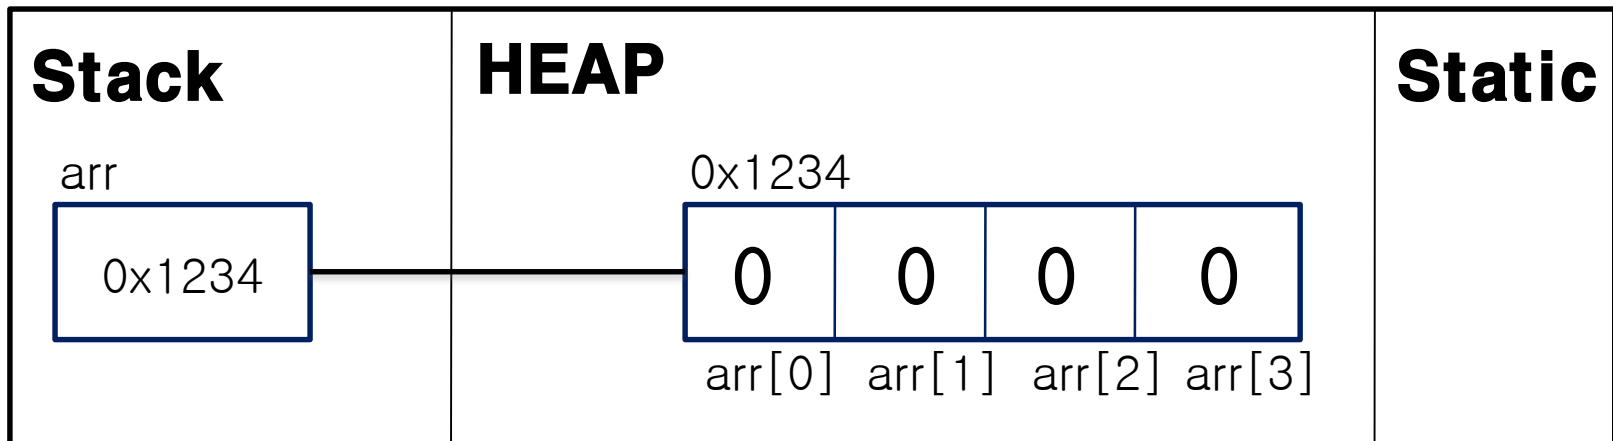 Stack
HEAP
Static
arr
0x1234
0x1234
0 0 0 0
arr[0] arr[1] arr[2] arr[3]